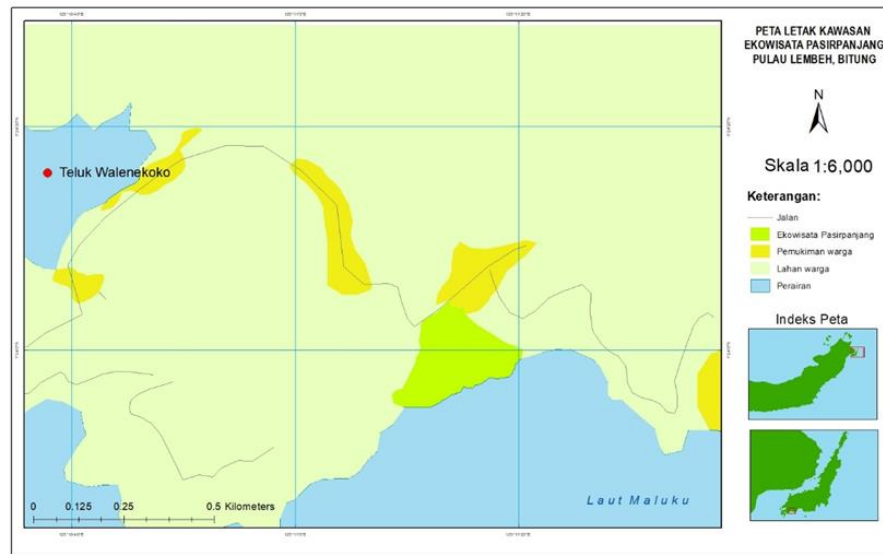 PETA LETAK KAWASAN
EKOWISATA PASIRPANJANG
PULAU LEMBEH, BITUNG
N
Skala 1:6,000
Keterangan:
Jalan
Ekowisata Pasirpanjang
Pemukiman warga
Lahan warga
Perairan
Indeks Peta
Teluk Walenekoko
Laut Maluku
0 0.125 0.25 0.5 Kilometers